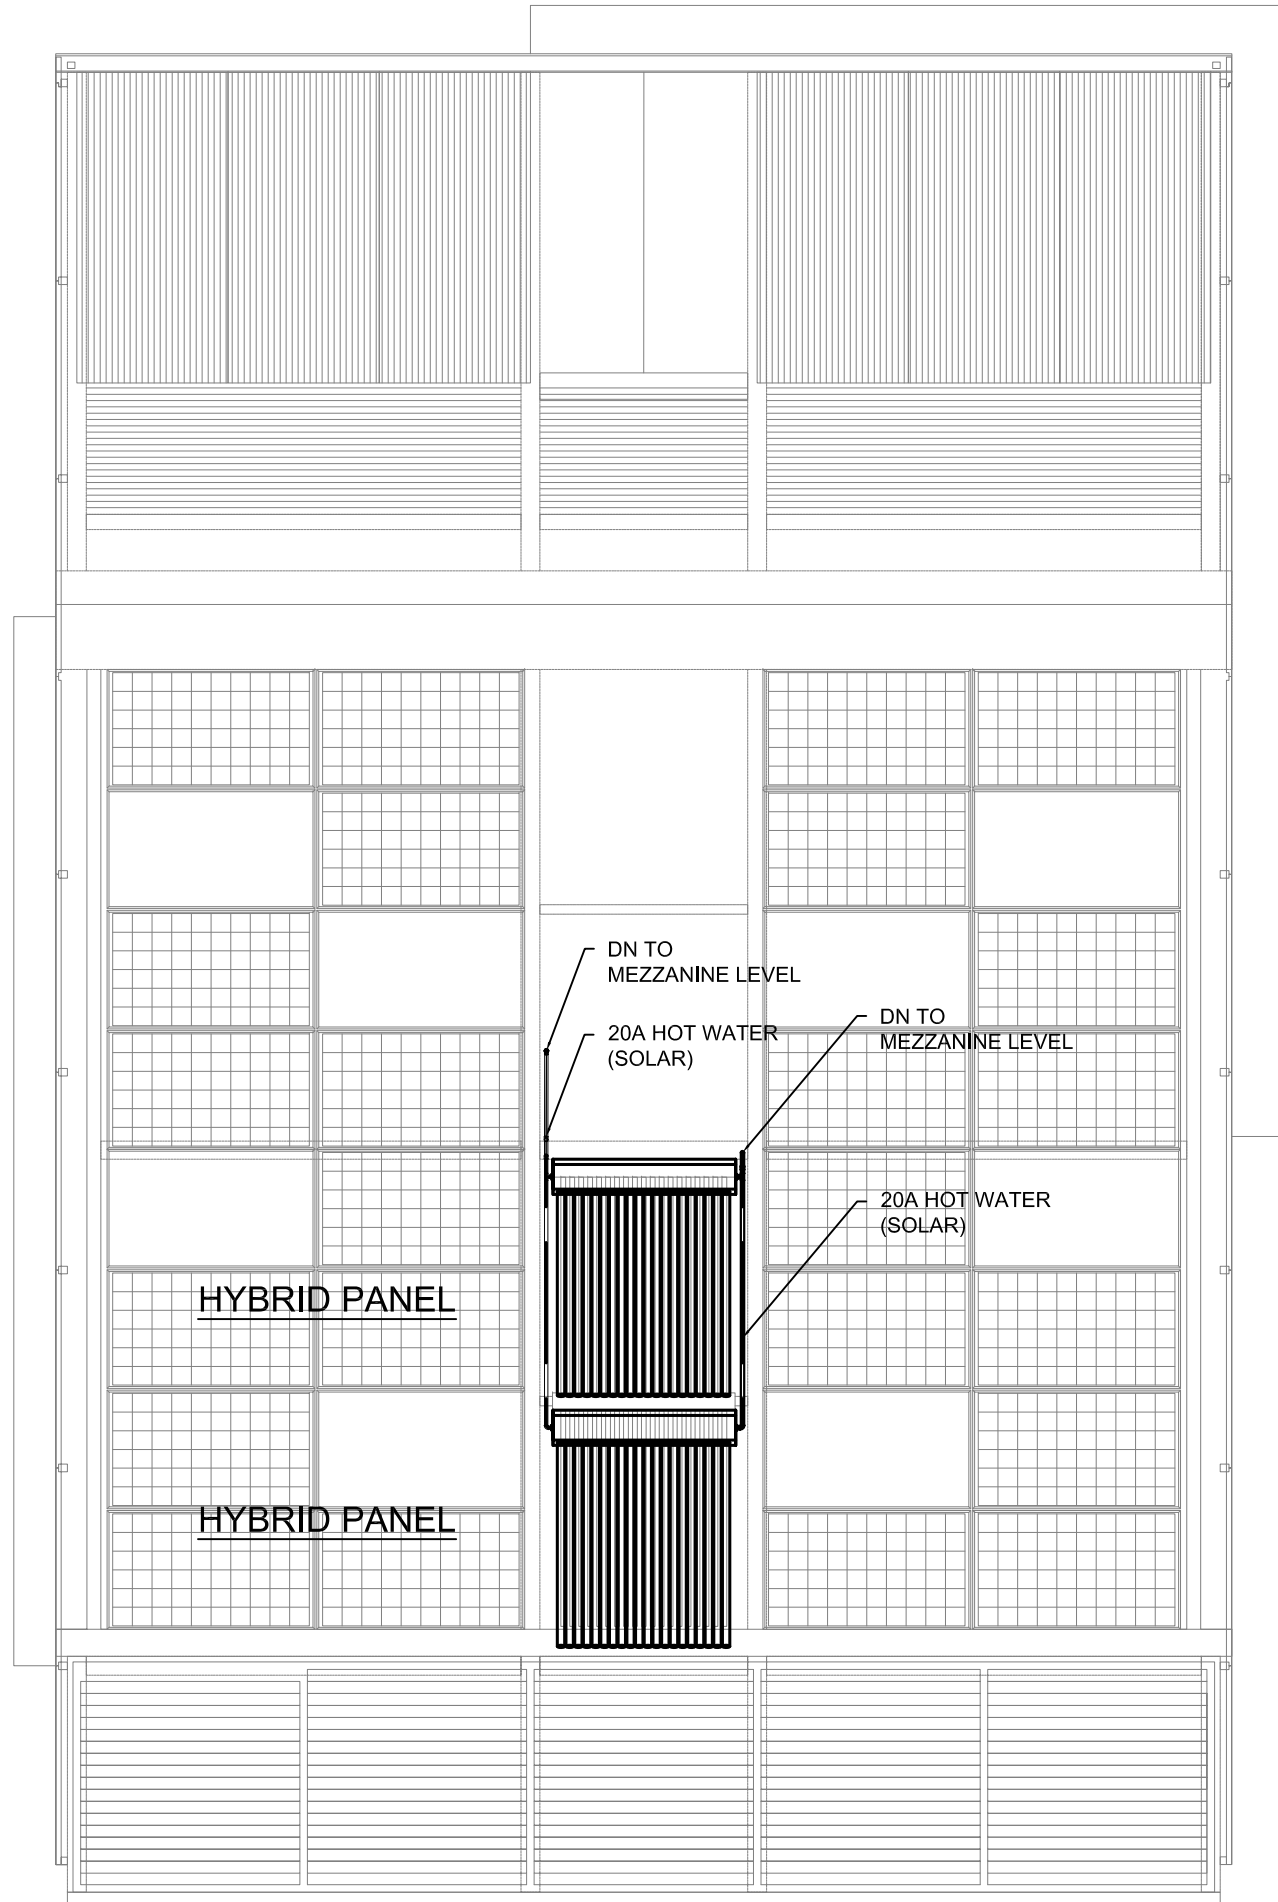 DN TO
MEZZANINE LEVEL
20A HOT WATER
(SOLAR)
DN TO
MEZZANINE LEVEL
20A HOT WATER
(SOLAR)
HYBRID PANEL
HYBRID PANEL